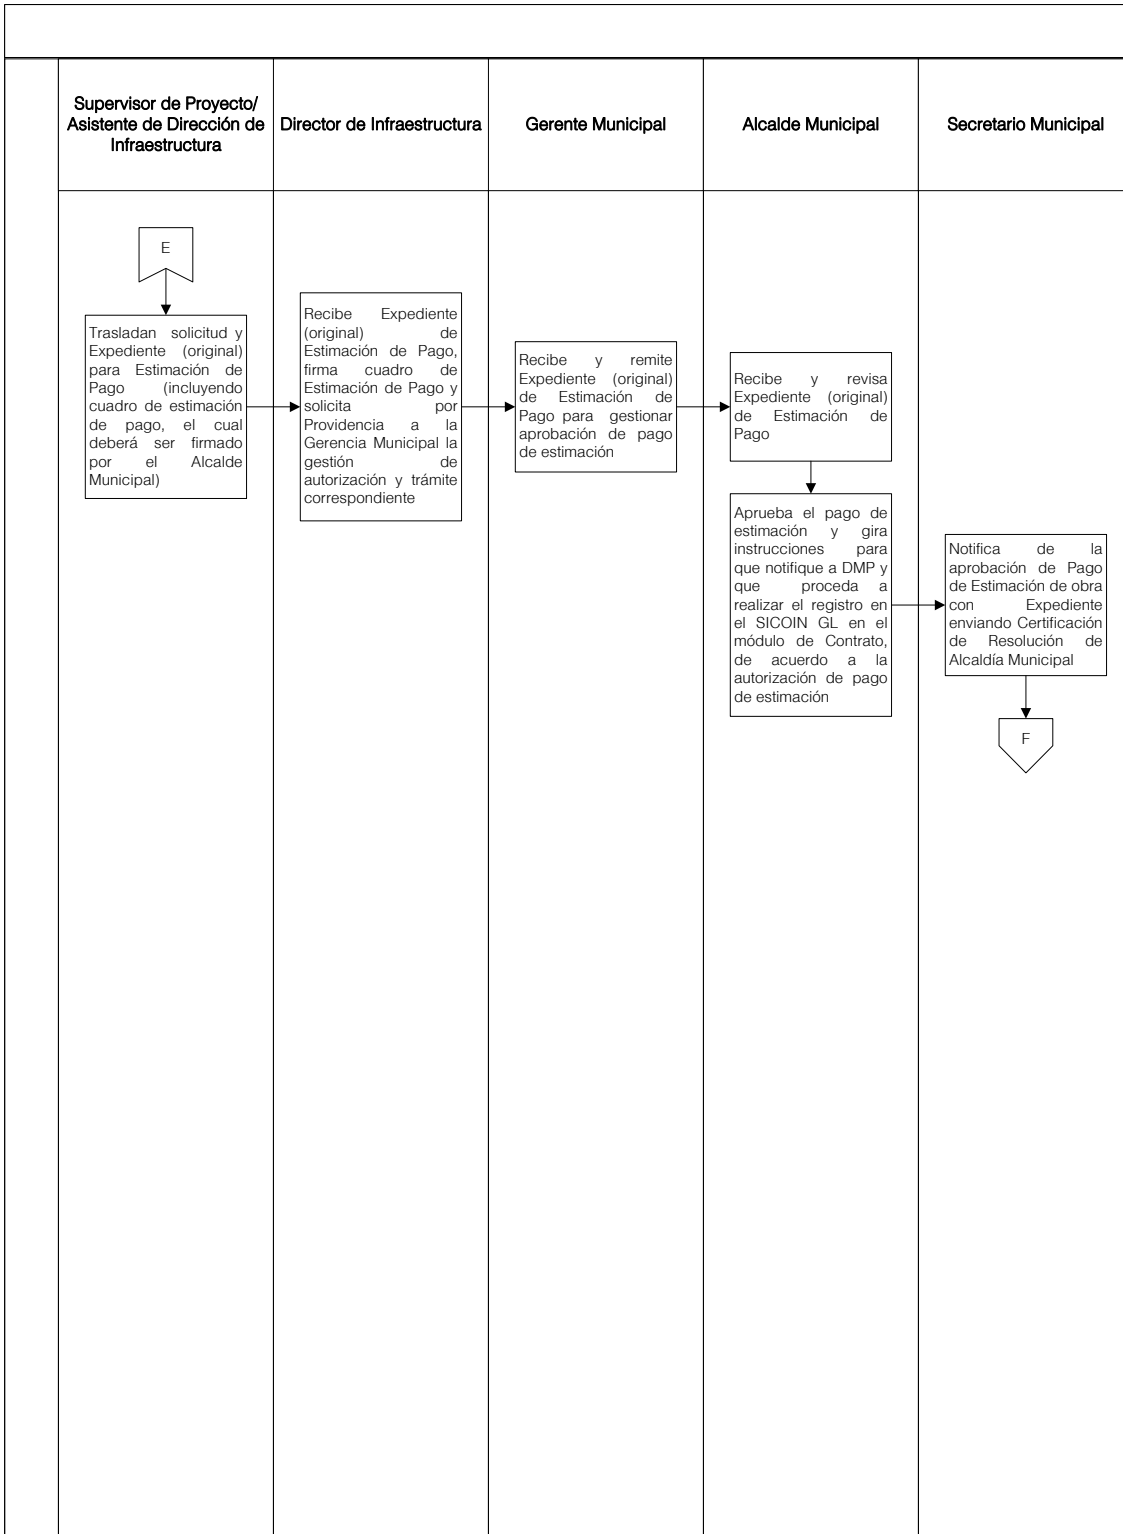 Supervisor de Proyecto/
Asistente de Dirección de
Infraestructura
Director de Infraestructura
Gerente Municipal
Alcalde Municipal
Secretario Municipal
E
Trasladan solicitud y
Expediente (original)
para Estimación de
Pago (incluyendo
cuadro de estimación
de pago, el cual
deberá ser firmado
por el Alcalde
Municipal)
Recibe Expediente
(original) de
Estimación de Pago,
firma cuadro de
Estimación de Pago y
solicita por
Providencia a la
Gerencia Municipal la
gestión de
autorización y trámite
correspondiente
Recibe y remite
Expediente (original)
de Estimación de
Pago para gestionar
aprobación de pago
de estimación
Recibe y revisa
Expediente (original)
de Estimación de
Pago
Aprueba el pago de
estimación y gira
instrucciones para
que notifique a DMP y
que proceda a
realizar el registro en
el SICOIN GL en el
módulo de Contrato,
de acuerdo a la
autorización de pago
de estimación
Notifica de la
aprobación de Pago
de Estimación de obra
con Expediente
enviando Certificación
de Resolución de
Alcaldía Municipal
F